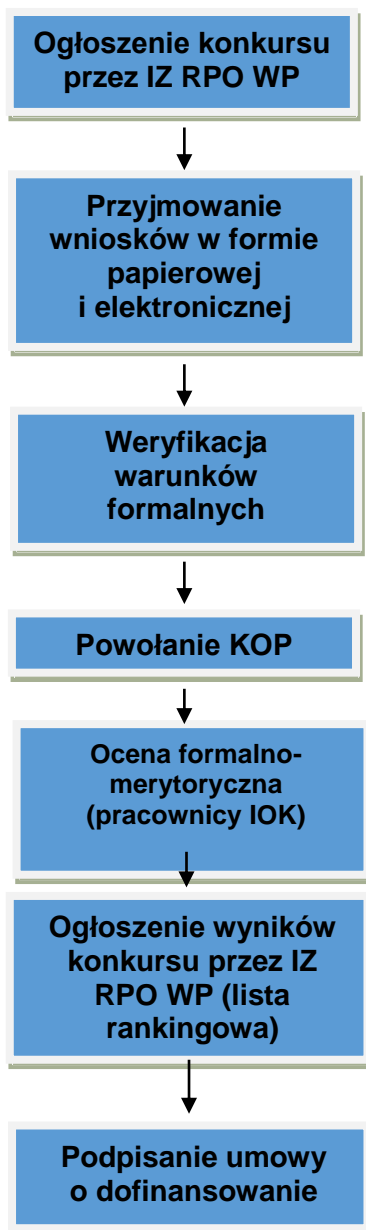 Ogłoszenie konkursu
przez IZ RPO WP
Przyjmowanie
wniosków w formie
papierowej
i elektronicznej
Weryfikacja
warunków
formalnych
Powołanie KOP
Ocena formalno-
merytoryczna
(pracownicy IOK)
Ogłoszenie wyników
konkursu przez IZ
RPO WP (lista
rankingowa)
Podpisanie umowy
o dofinansowanie